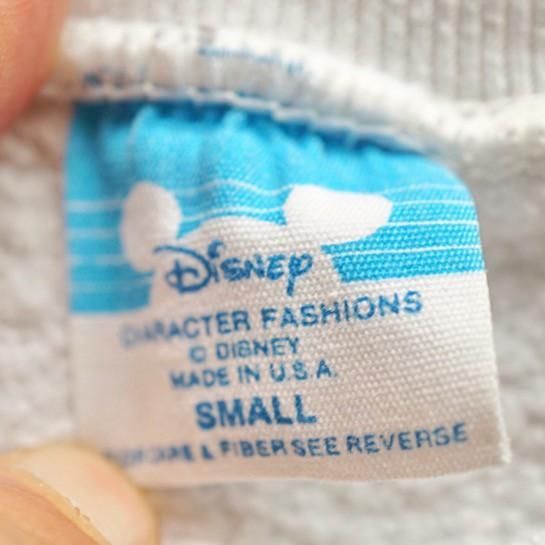 Disney
CHARACTER FASHIONS
© DISNEY
MADE IN U.S.A.
SMALL
CARE & FIBER SEE REVERSE